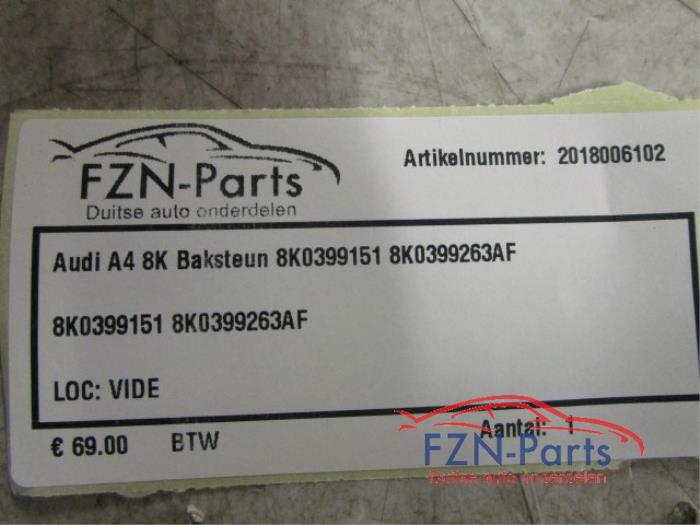 FZN-Parts
Duitse auto onderdelen
Artikelnummer: 2018006102
Audi A4 8K Baksteun 8K0399151 8K0399263AF
8K0399151 8K0399263AF
LOC: VIDE
€ 69.00 BTW
Aantal: 1
FZN-Parts
Duitse auto onderdelen